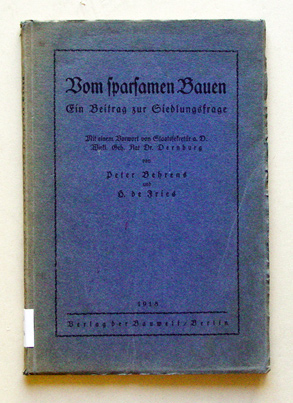 Vom sparsamen Bauen
Ein Beitrag zur Siedlungsfrage
Mit einem Vorwort von Staatssekretär a. D.
Wirkl. Geh. Rat Dr. Dernburg
von
Peter Behrens
und
H. de Fries
1918
Verlag der Bauwelt / Berlin